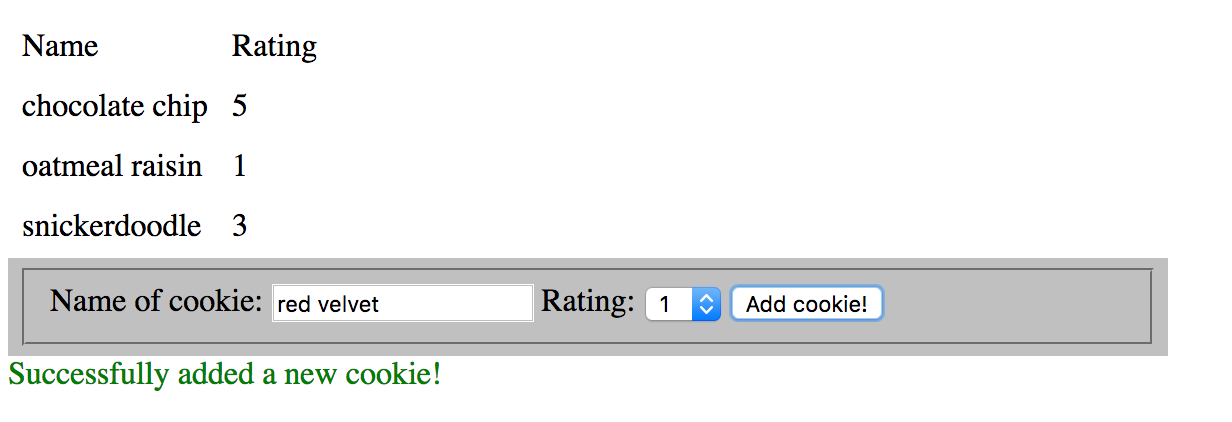 Name Rating
chocolate chip 5
oatmeal raisin 1
snickerdoodle 3
Name of cookie: red velvet Rating: 1 Add cookie!
Successfully added a new cookie!